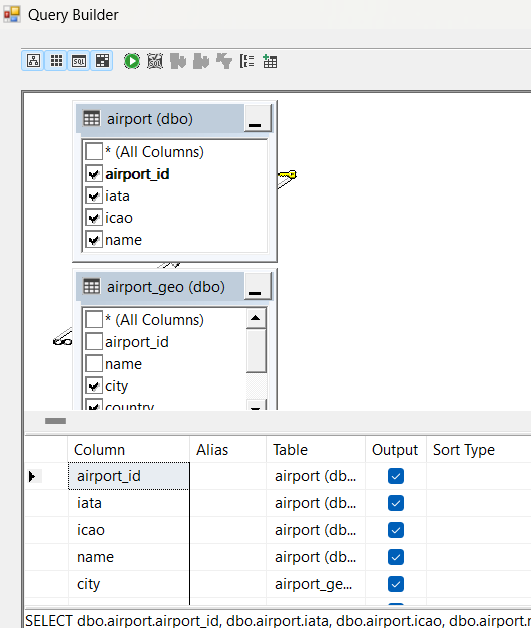 Query Builder
SQL
airport (dbo)
* (All Columns)
airport_id
iata
icao
name
airport_geo (dbo)
* (All Columns)
airport_id
name
city
country
Column Alias Table Output Sort Type
airport_id airport (db...
iata airport (db...
icao airport (db...
name airport (db...
city airport_ge...
SELECT dbo.airport.airport_id, dbo.airport.iata, dbo.airport.icao, dbo.airport.